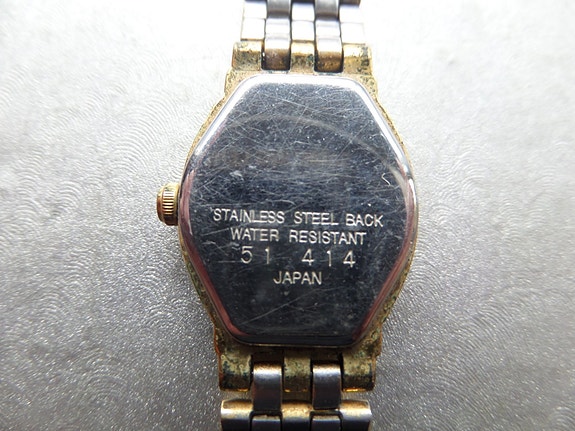 STAINLESS STEEL BACK
WATER RESISTANT
51 414
JAPAN